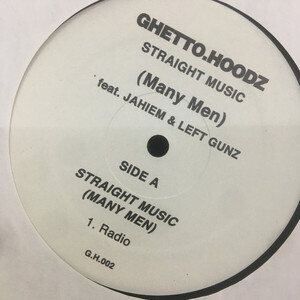 GHETTO.HOODZ
STRAIGHT MUSIC
(Many Men)
feat. JAHIEM & LEFT GUNZ
SIDE A
STRAIGHT MUSIC
(MANY MEN)
1. Radio
G.H.002